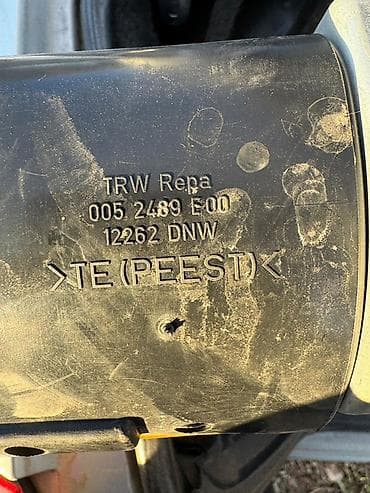 TRW Repa
005 2489 E00
12262 DNW
>TE(PEEST)<